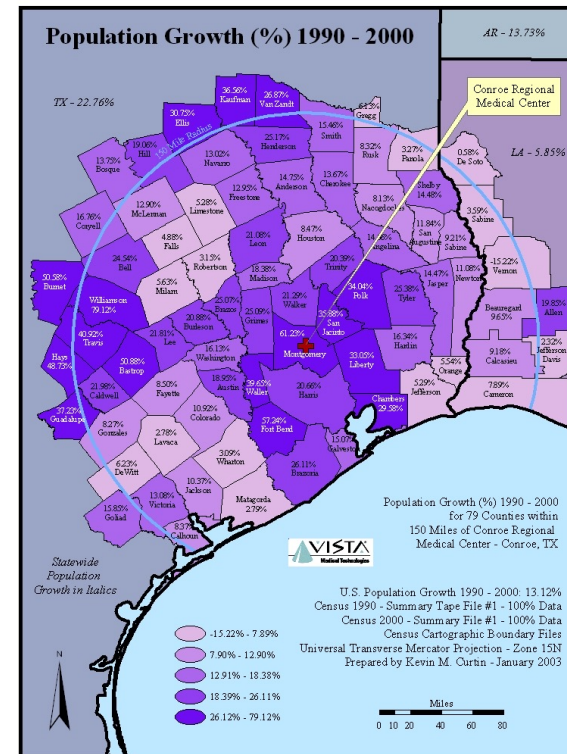 Population Growth (%) 1990 - 2000
AR - 13.73%
Conroe Regional
Medical Center
TX - 22.76%
LA - 5.85%
150 Mile Radius
36.56%
Kaufman
26.87%
Van Zandt
30.75%
Ellis
6.13%
Gregg
15.46%
Smith
19.06%
Hill
25.17%
Henderson
8.32%
Rusk
3.27%
Panola
0.58%
De Soto
13.75%
Bosque
13.02%
Navarro
14.75%
Anderson
13.67%
Cherokee
Shelby
14.48%
12.95%
Freestone
8.13%
Nacogdoches
16.76%
Coryell
12.90%
McLennan
5.28%
Limestone
3.59%
Sabine
4.88%
Falls
21.08%
Leon
8.47%
Houston
Angelina
11.84%
San
Augustine
9.21%
Sabine
24.54%
Bell
3.15%
Robertson
20.39%
Trinity
-15.22%
Vernon
50.58%
Burnet
5.63%
Milam
18.38%
Madison
34.04%
Polk
25.38%
Tyler
14.47%
Jasper
11.08%
Newton
Williamson
79.12%
25.07%
Brazos
21.29%
Walker
35.88%
San
Jacinto
Beauregard
9.65%
19.85%
Allen
40.92%
Travis
21.81%
Lee
20.88%
Burleson
25.09%
Grimes
61.23%
Montgomery
16.34%
Hardin
Hays
48.73%
50.88%
Bastrop
16.13%
Washington
33.05%
Liberty
9.18%
Calcasieu
2.32%
Jefferson
Davis
21.98%
Caldwell
8.50%
Fayette
18.95%
Austin
39.65%
Waller
20.66%
Harris
5.54%
Orange
5.29%
Jefferson
7.89%
Cameron
Chambers
29.58%
37.23%
Guadalupe
10.92%
Colorado
57.24%
Fort Bend
8.27%
Gonzales
2.78%
Lavaca
15.07%
Galveston
3.09%
Wharton
26.11%
Brazoria
6.23%
DeWitt
10.37%
Jackson
13.08%
Victoria
Matagorda
2.79%
15.85%
Goliad
8.37%
Calhoun
Population Growth (%) 1990 - 2000
for 79 Counties within
150 Miles of Conroe Regional
Medical Center - Conroe, TX
VISTA
Medical Technologies
Statewide
Population
Growth in Italics
U.S. Population Growth 1990 - 2000: 13.12%
Census 1990 - Summary Tape File #1 - 100% Data
Census 2000 - Summary File #1 - 100% Data
Census Cartographic Boundary Files
Universal Transverse Mercator Projection - Zone 15N
Prepared by Kevin M. Curtin - January 2003
-15.22% - 7.89%
7.90% - 12.90%
12.91% - 18.38%
18.39% - 26.11%
26.12% - 79.12%
N
Miles
0 10 20 40 60 80